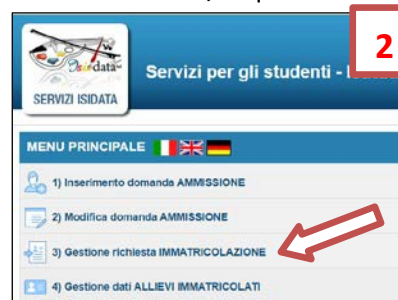 2
Isidata
Servizi per gli studenti -
SERVIZI ISIDATA
MENU PRINCIPALE
1) Inserimento domanda AMMISSIONE
2) Modifica domanda AMMISSIONE
3) Gestione richiesta IMMATRICOLAZIONE
4) Gestione dati ALLIEVI IMMATRICOLATI